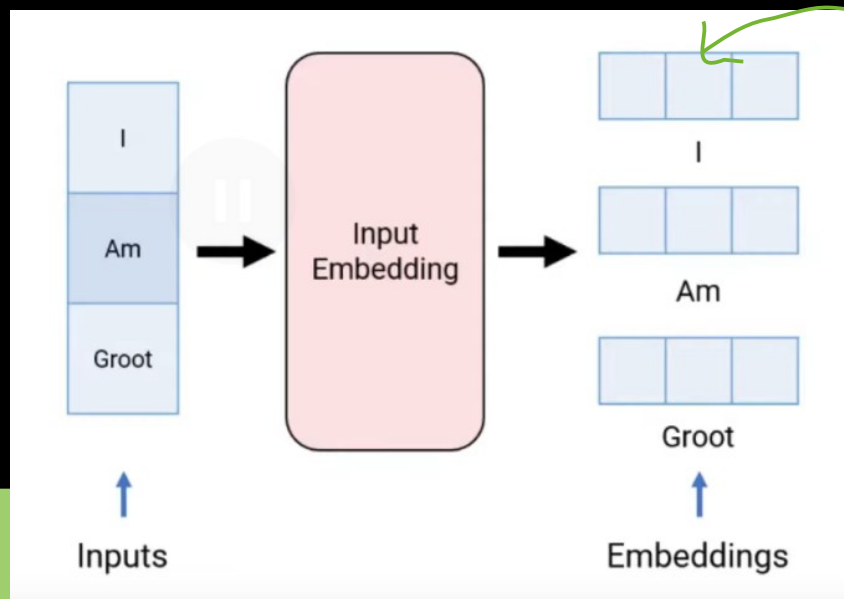 I
Am
Groot
Inputs
Input
Embedding
I
Am
Groot
Embeddings